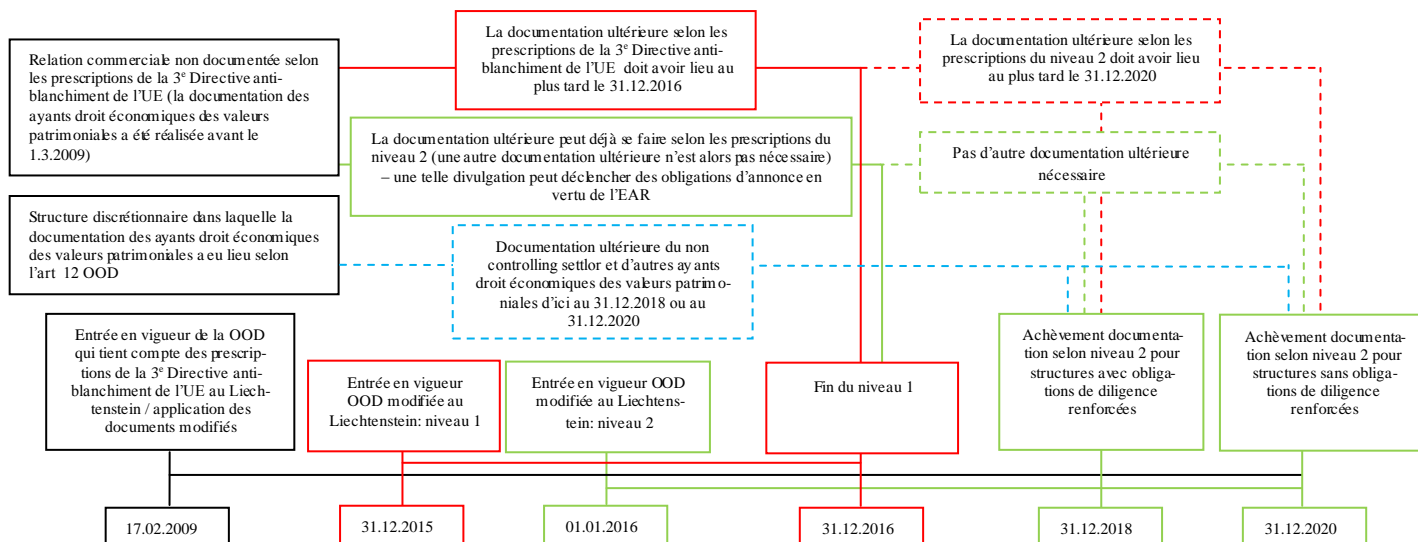 Relation commerciale non documentée selon
les prescriptions de la 3e Directive anti-
blanchiment de l'UE (la documentation des
ayants droit économiques des valeurs
patrimoniales a été réalisée avant le
1.3.2009)
La documentation ultérieure selon les
prescriptions de la 3e Directive anti-
blanchiment de l'UE doit avoir lieu au
plus tard le 31.12.2016
La documentation ultérieure selon les
prescriptions du niveau 2 doit avoir lieu
au plus tard le 31.12.2020
La documentation ultérieure peut déjà se faire selon les prescriptions du
niveau 2 (une autre documentation ultérieure n'est alors pas nécessaire)
– une telle divulgation peut déclencher des obligations d'annonce en
vertu de l'EAR
Pas d'autre documentation ultérieure
nécessaire
Structure discrétionnaire dans laquelle la
documentation des ayants droit économiques
des valeurs patrimoniales a eu lieu selon
l'art 12 OOD
Documentation ultérieure du non
controlling settlor et d'autres ayants
droit économiques des valeurs patrimo-
niales d'ici au 31.12.2018 ou au
31.12.2020
Entrée en vigueur de la OOD
qui tient compte des prescrip-
tions de la 3e Directive anti-
blanchiment de l'UE au Liech-
tenstein / application des
documents modifiés
Entrée en vigueur
OOD modifiée au
Liechtenstein: niveau 1
Entrée en vigueur OOD
modifiée au Liechtens-
tein: niveau 2
Fin du niveau 1
Achèvement documenta-
tion selon niveau 2 pour
structures avec obliga-
tions de diligence
renforcées
Achèvement documenta-
tion selon niveau 2 pour
structures sans obliga-
tions de diligence
renforcées
17.02.2009
31.12.2015
01.01.2016
31.12.2016
31.12.2018
31.12.2020